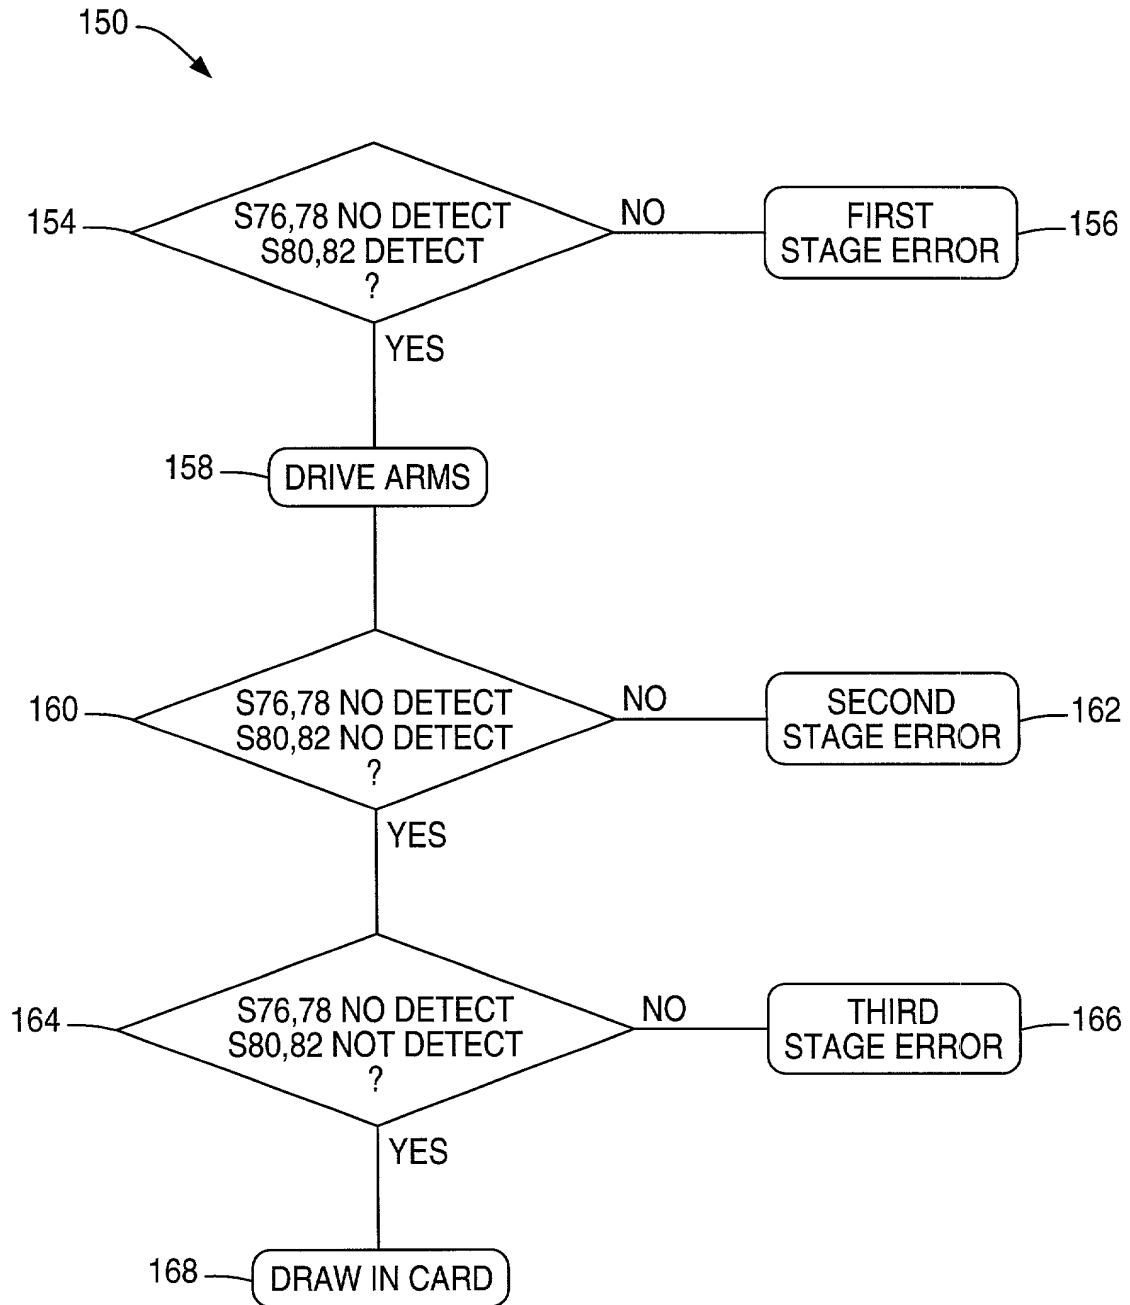 150
154
S76,78 NO DETECT
S80,82 DETECT
?
NO
FIRST
STAGE ERROR
156
YES
158
DRIVE ARMS
160
S76,78 NO DETECT
S80,82 NO DETECT
?
NO
SECOND
STAGE ERROR
162
YES
164
S76,78 NO DETECT
S80,82 NOT DETECT
?
NO
THIRD
STAGE ERROR
166
YES
168
DRAW IN CARD